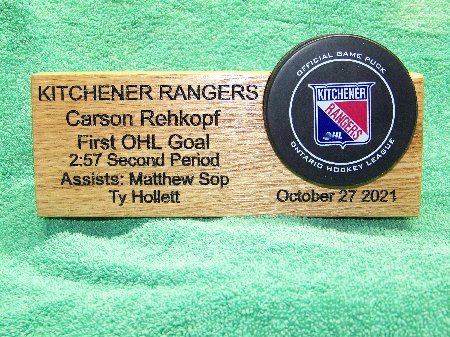 KITCHENER RANGERS
Carson Rehkopf
First OHL Goal
2:57 Second Period
Assists: Matthew Sop
Ty Hollett
OFFICIAL GAME PUCK
KITCHENER
RANGERS
OHL
ONTARIO HOCKEY LEAGUE
October 27 2021